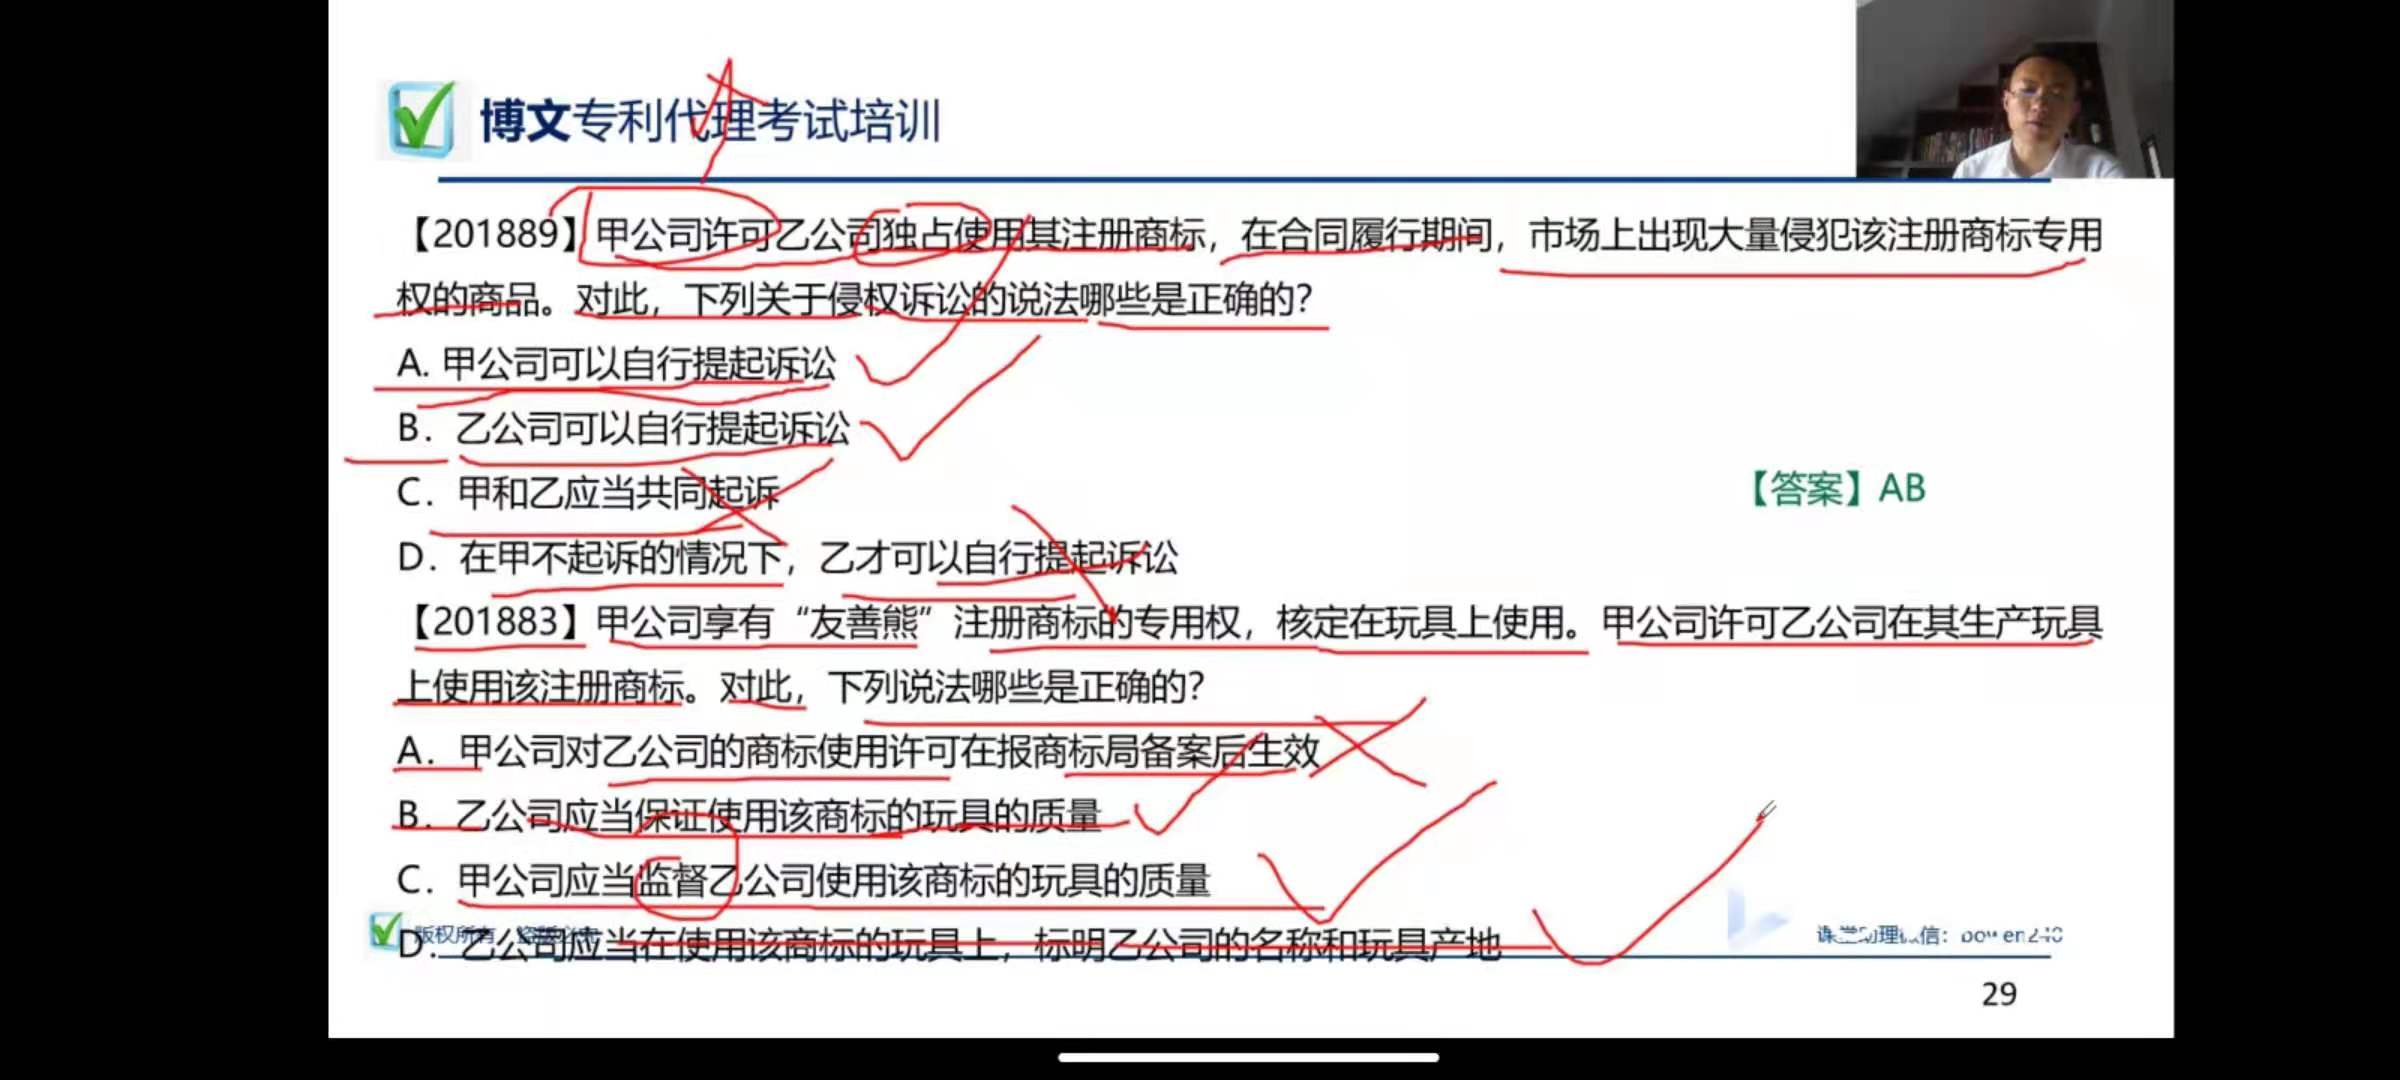 博文专利代理考试培训
【201889】甲公司许可乙公司独占使用其注册商标，在合同履行期间，市场上出现大量侵犯该注册商标专用
权的商品。对此，下列关于侵权诉讼的说法哪些是正确的？
A. 甲公司可以自行提起诉讼
B. 乙公司可以自行提起诉讼
C. 甲和乙应当共同起诉
【答案】AB
D. 在甲不起诉的情况下，乙才可以自行提起诉讼
【201883】甲公司享有“友善熊”注册商标的专用权，核定在玩具上使用。甲公司许可乙公司在其生产玩具
上使用该注册商标。对此，下列说法哪些是正确的？
A. 甲公司对乙公司的商标使用许可在报商标局备案后生效
B. 乙公司应当保证使用该商标的玩具的质量
C. 甲公司应当监督乙公司使用该商标的玩具的质量
版权所有
D. 乙公司应当在使用该商标的玩具上，标明乙公司的名称和玩具产地
29